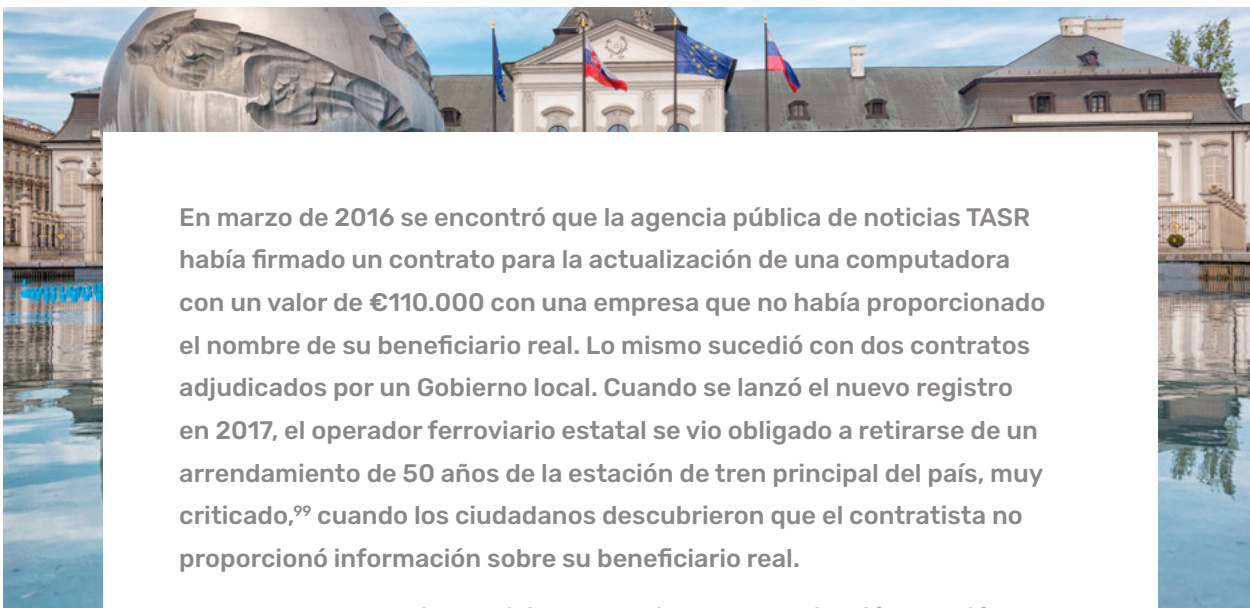 En marzo de 2016 se encontró que la agencia pública de noticias TASR
había firmado un contrato para la actualización de una computadora
con un valor de €110.000 con una empresa que no había proporcionado
el nombre de su beneficiario real. Lo mismo sucedió con dos contratos
adjudicados por un Gobierno local. Cuando se lanzó el nuevo registro
en 2017, el operador ferroviario estatal se vio obligado a retirarse de un
arrendamiento de 50 años de la estación de tren principal del país, muy
criticado,⁹⁹ cuando los ciudadanos descubrieron que el contratista no
proporcionó información sobre su beneficiario real.